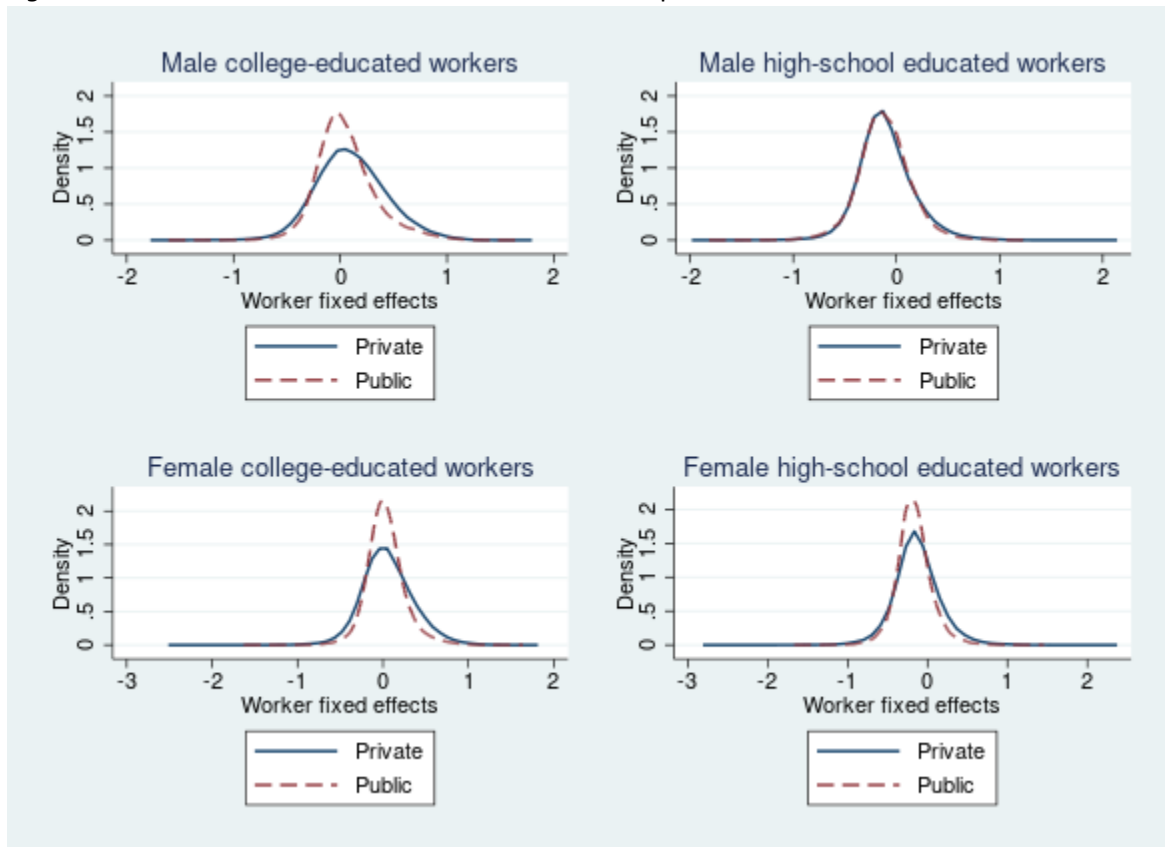 Male college-educated workers
Density
0 .5 1 1.5 2
-2 -1 0 1 2
Worker fixed effects
Private
Public
Male high-school educated workers
Density
0 .5 1 1.5 2
-2 -1 0 1 2
Worker fixed effects
Private
Public
Female college-educated workers
Density
0 .5 1 1.5 2
-3 -2 -1 0 1 2
Worker fixed effects
Private
Public
Female high-school educated workers
Density
0 .5 1 1.5 2
-3 -2 -1 0 1 2
Worker fixed effects
Private
Public